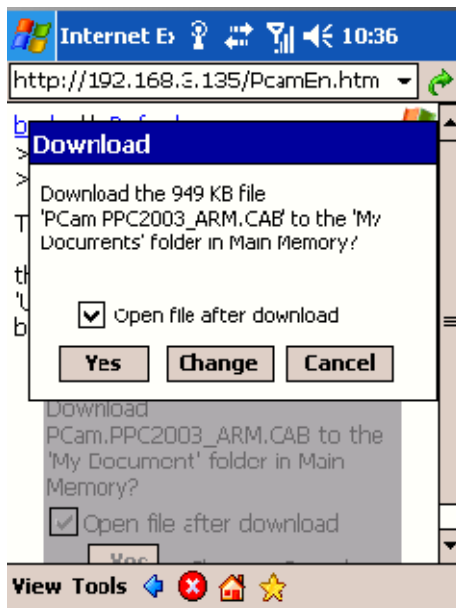 Internet E 10:36
http://192.168.3.135/PcamEn.htm
b
>
Download
>
Download the 949 KB file
'PCam PPC2003_ARM.CAB' to the 'My
Documents' folder in Main Memory?
T
th
'U
b
Open file after download
Yes Change Cancel
Download
PCam.PPC2003_ARM.CAB to the
'My Document' folder in Main
Memory?
Open file after download
Yes
View Tools